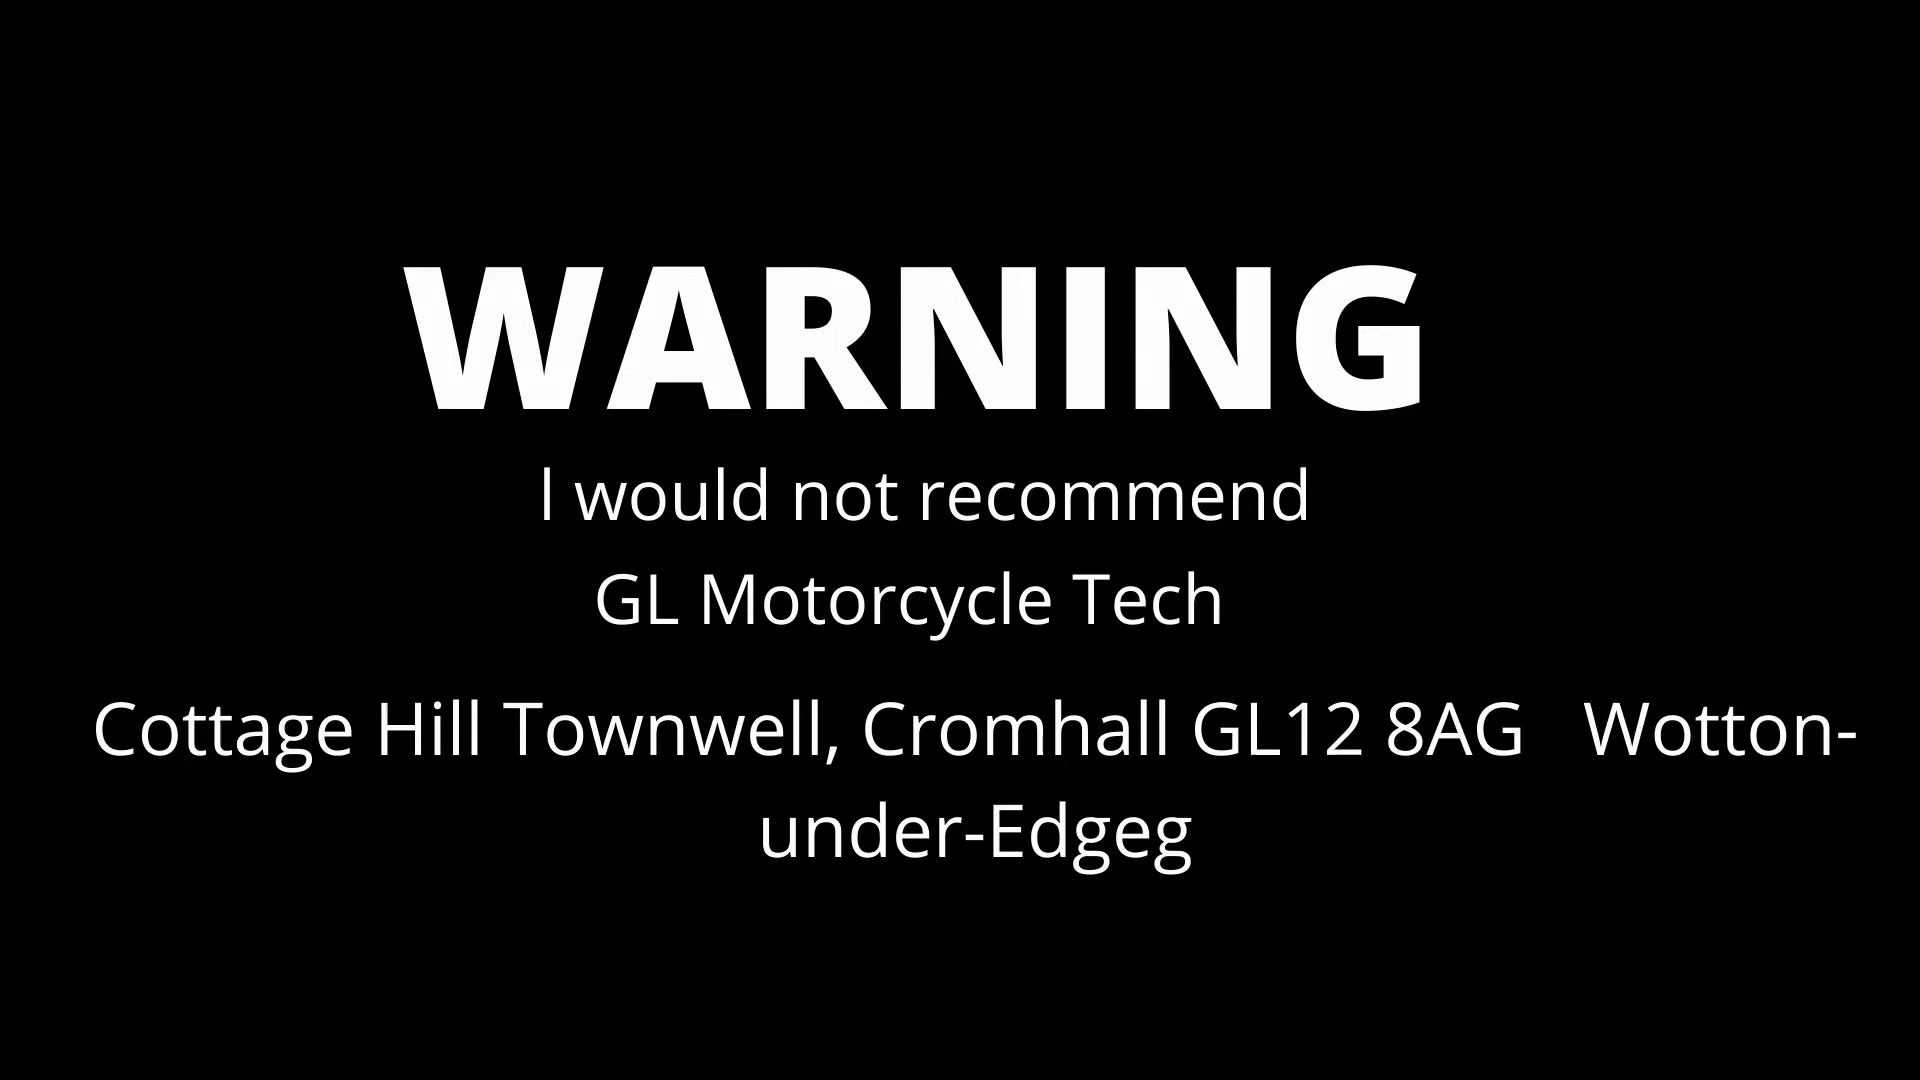 WARNING
I would not recommend
GL Motorcycle Tech
Cottage Hill Townwell, Cromhall GL12 8AG   Wotton-
under-Edgeg